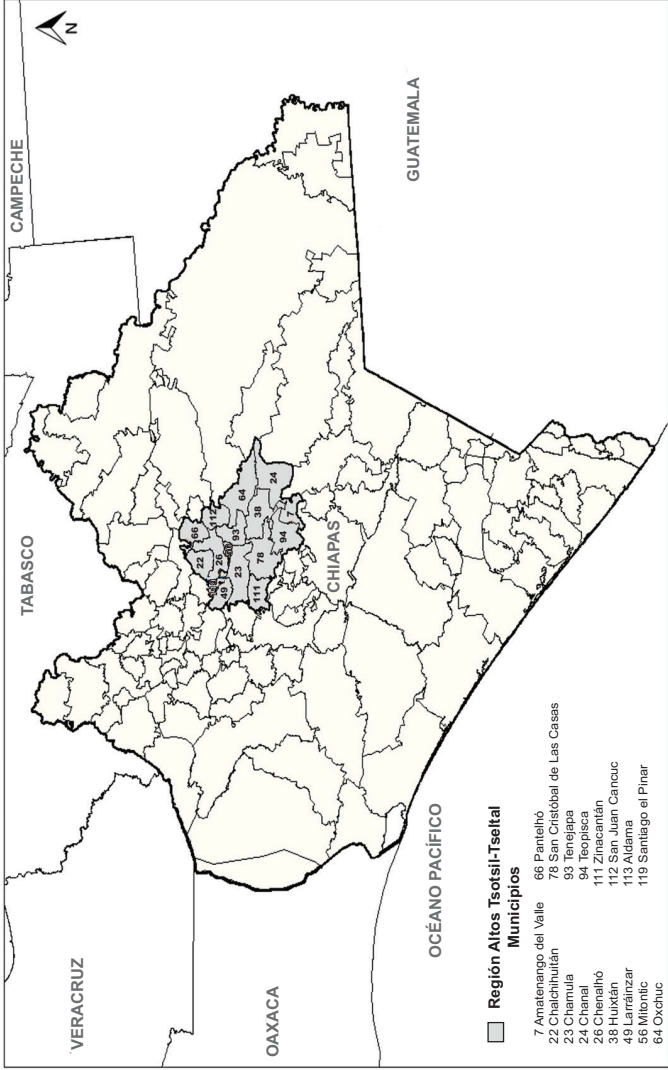 CAMPECHE
N
TABASCO
VERACRUZ
OAXACA
GUATEMALA
CHIAPAS
OCÉANO PACÍFICO
66
22
112
26
49
23
93
64
24
38
78
111
94
7
Región Altos Tsotsil-Tseltal
Municipios
7 Amatenango del Valle
22 Chalchihuitán
23 Chamula
24 Chanal
26 Chenalhó
38 Huixtán
49 Larráinzar
56 Mitontic
64 Oxchuc
66 Pantelhó
78 San Cristóbal de Las Casas
93 Tenejapa
94 Teopisca
111 Zinacantán
112 San Juan Cancuc
113 Aldama
119 Santiago el Pinar